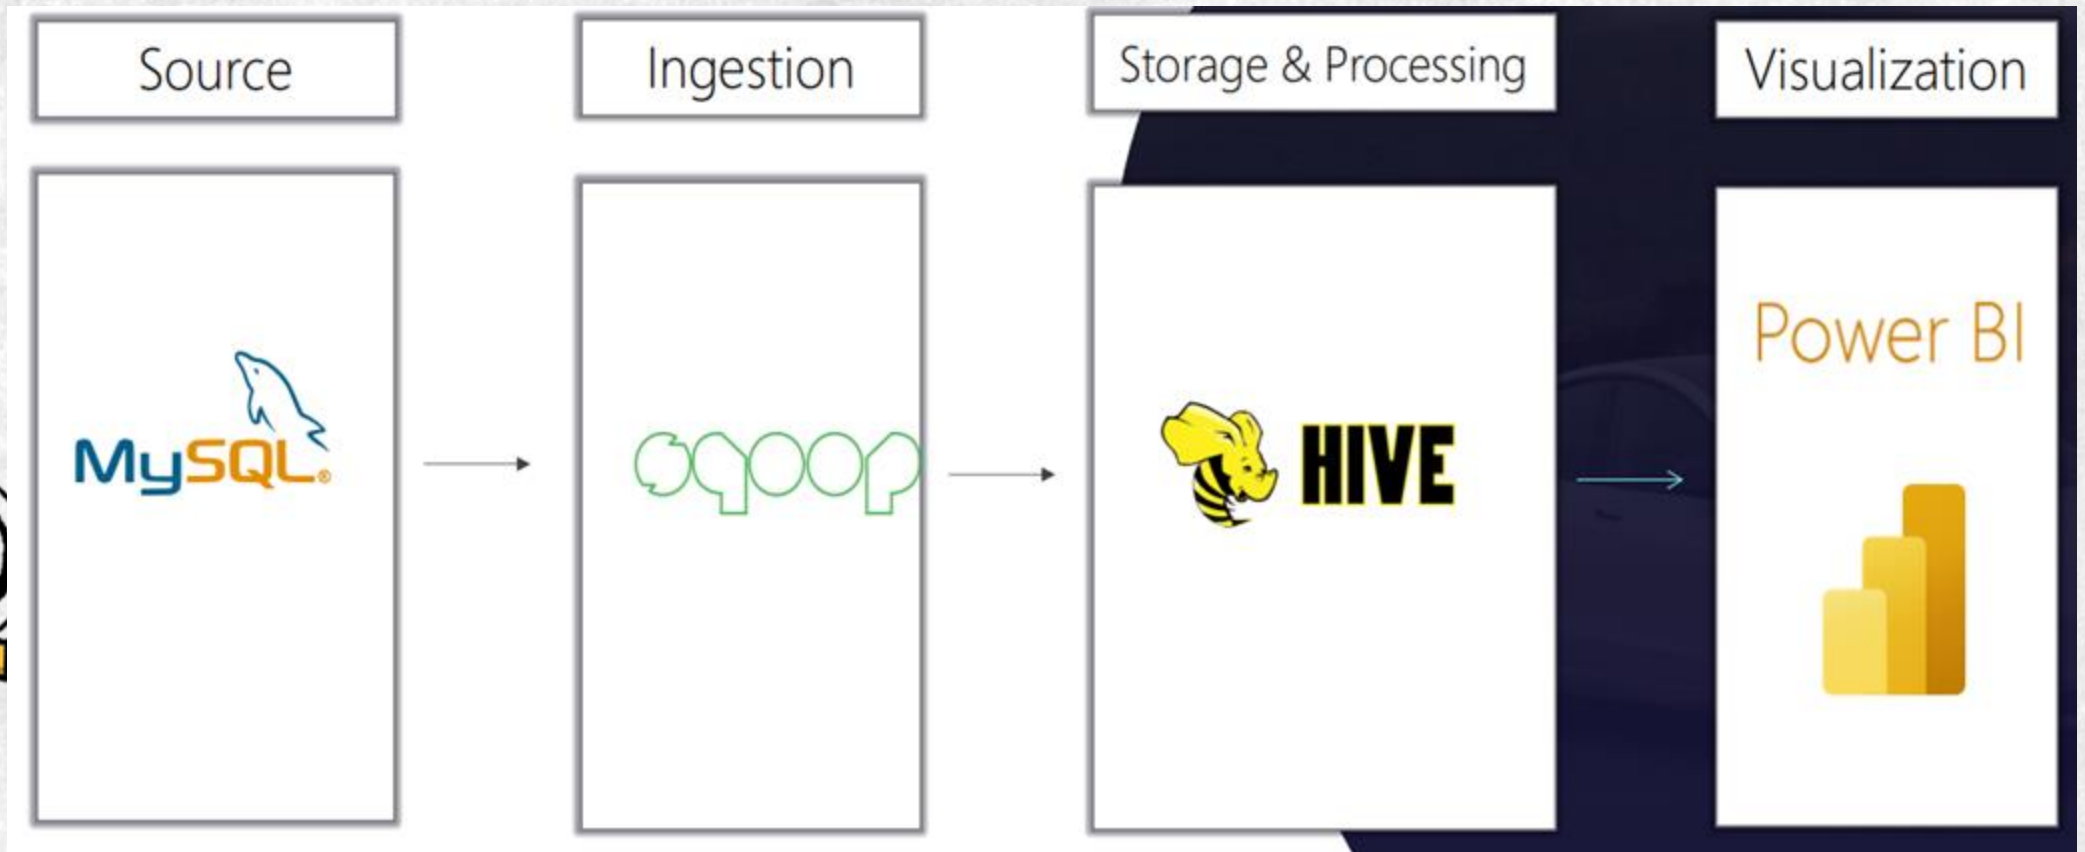 Source
Ingestion
Storage & Processing
Visualization
MySQL®
sqoop
HIVE
Power BI